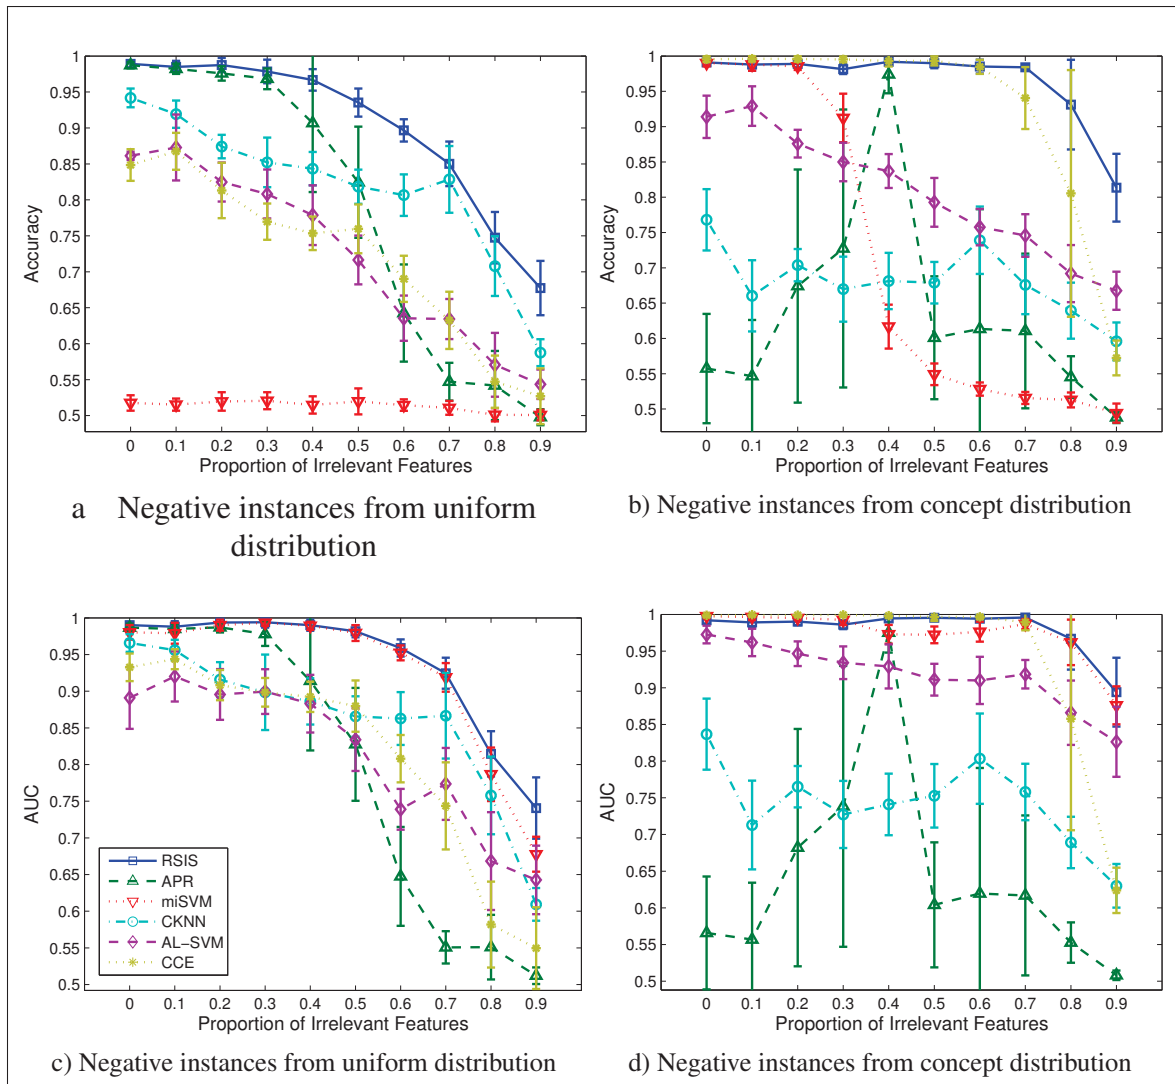 1
0.95
0.9
0.85
0.8
0.75
0.7
0.65
0.6
0.55
0.5
Accuracy
0 0.1 0.2 0.3 0.4 0.5 0.6 0.7 0.8 0.9
Proportion of Irrelevant Features
a Negative instances from uniform
distribution
1
0.95
0.9
0.85
0.8
0.75
0.7
0.65
0.6
0.55
0.5
Accuracy
0 0.1 0.2 0.3 0.4 0.5 0.6 0.7 0.8 0.9
Proportion of Irrelevant Features
b) Negative instances from concept distribution
1
0.95
0.9
0.85
0.8
0.75
0.7
0.65
0.6
0.55
0.5
AUC
RSIS
APR
miSVM
CKNN
AL-SVM
CCE
0 0.1 0.2 0.3 0.4 0.5 0.6 0.7 0.8 0.9
Proportion of Irrelevant Features
c) Negative instances from uniform distribution
1
0.95
0.9
0.85
0.8
0.75
0.7
0.65
0.6
0.55
0.5
AUC
0 0.1 0.2 0.3 0.4 0.5 0.6 0.7 0.8 0.9
Proportion of Irrelevant Features
d) Negative instances from concept distribution